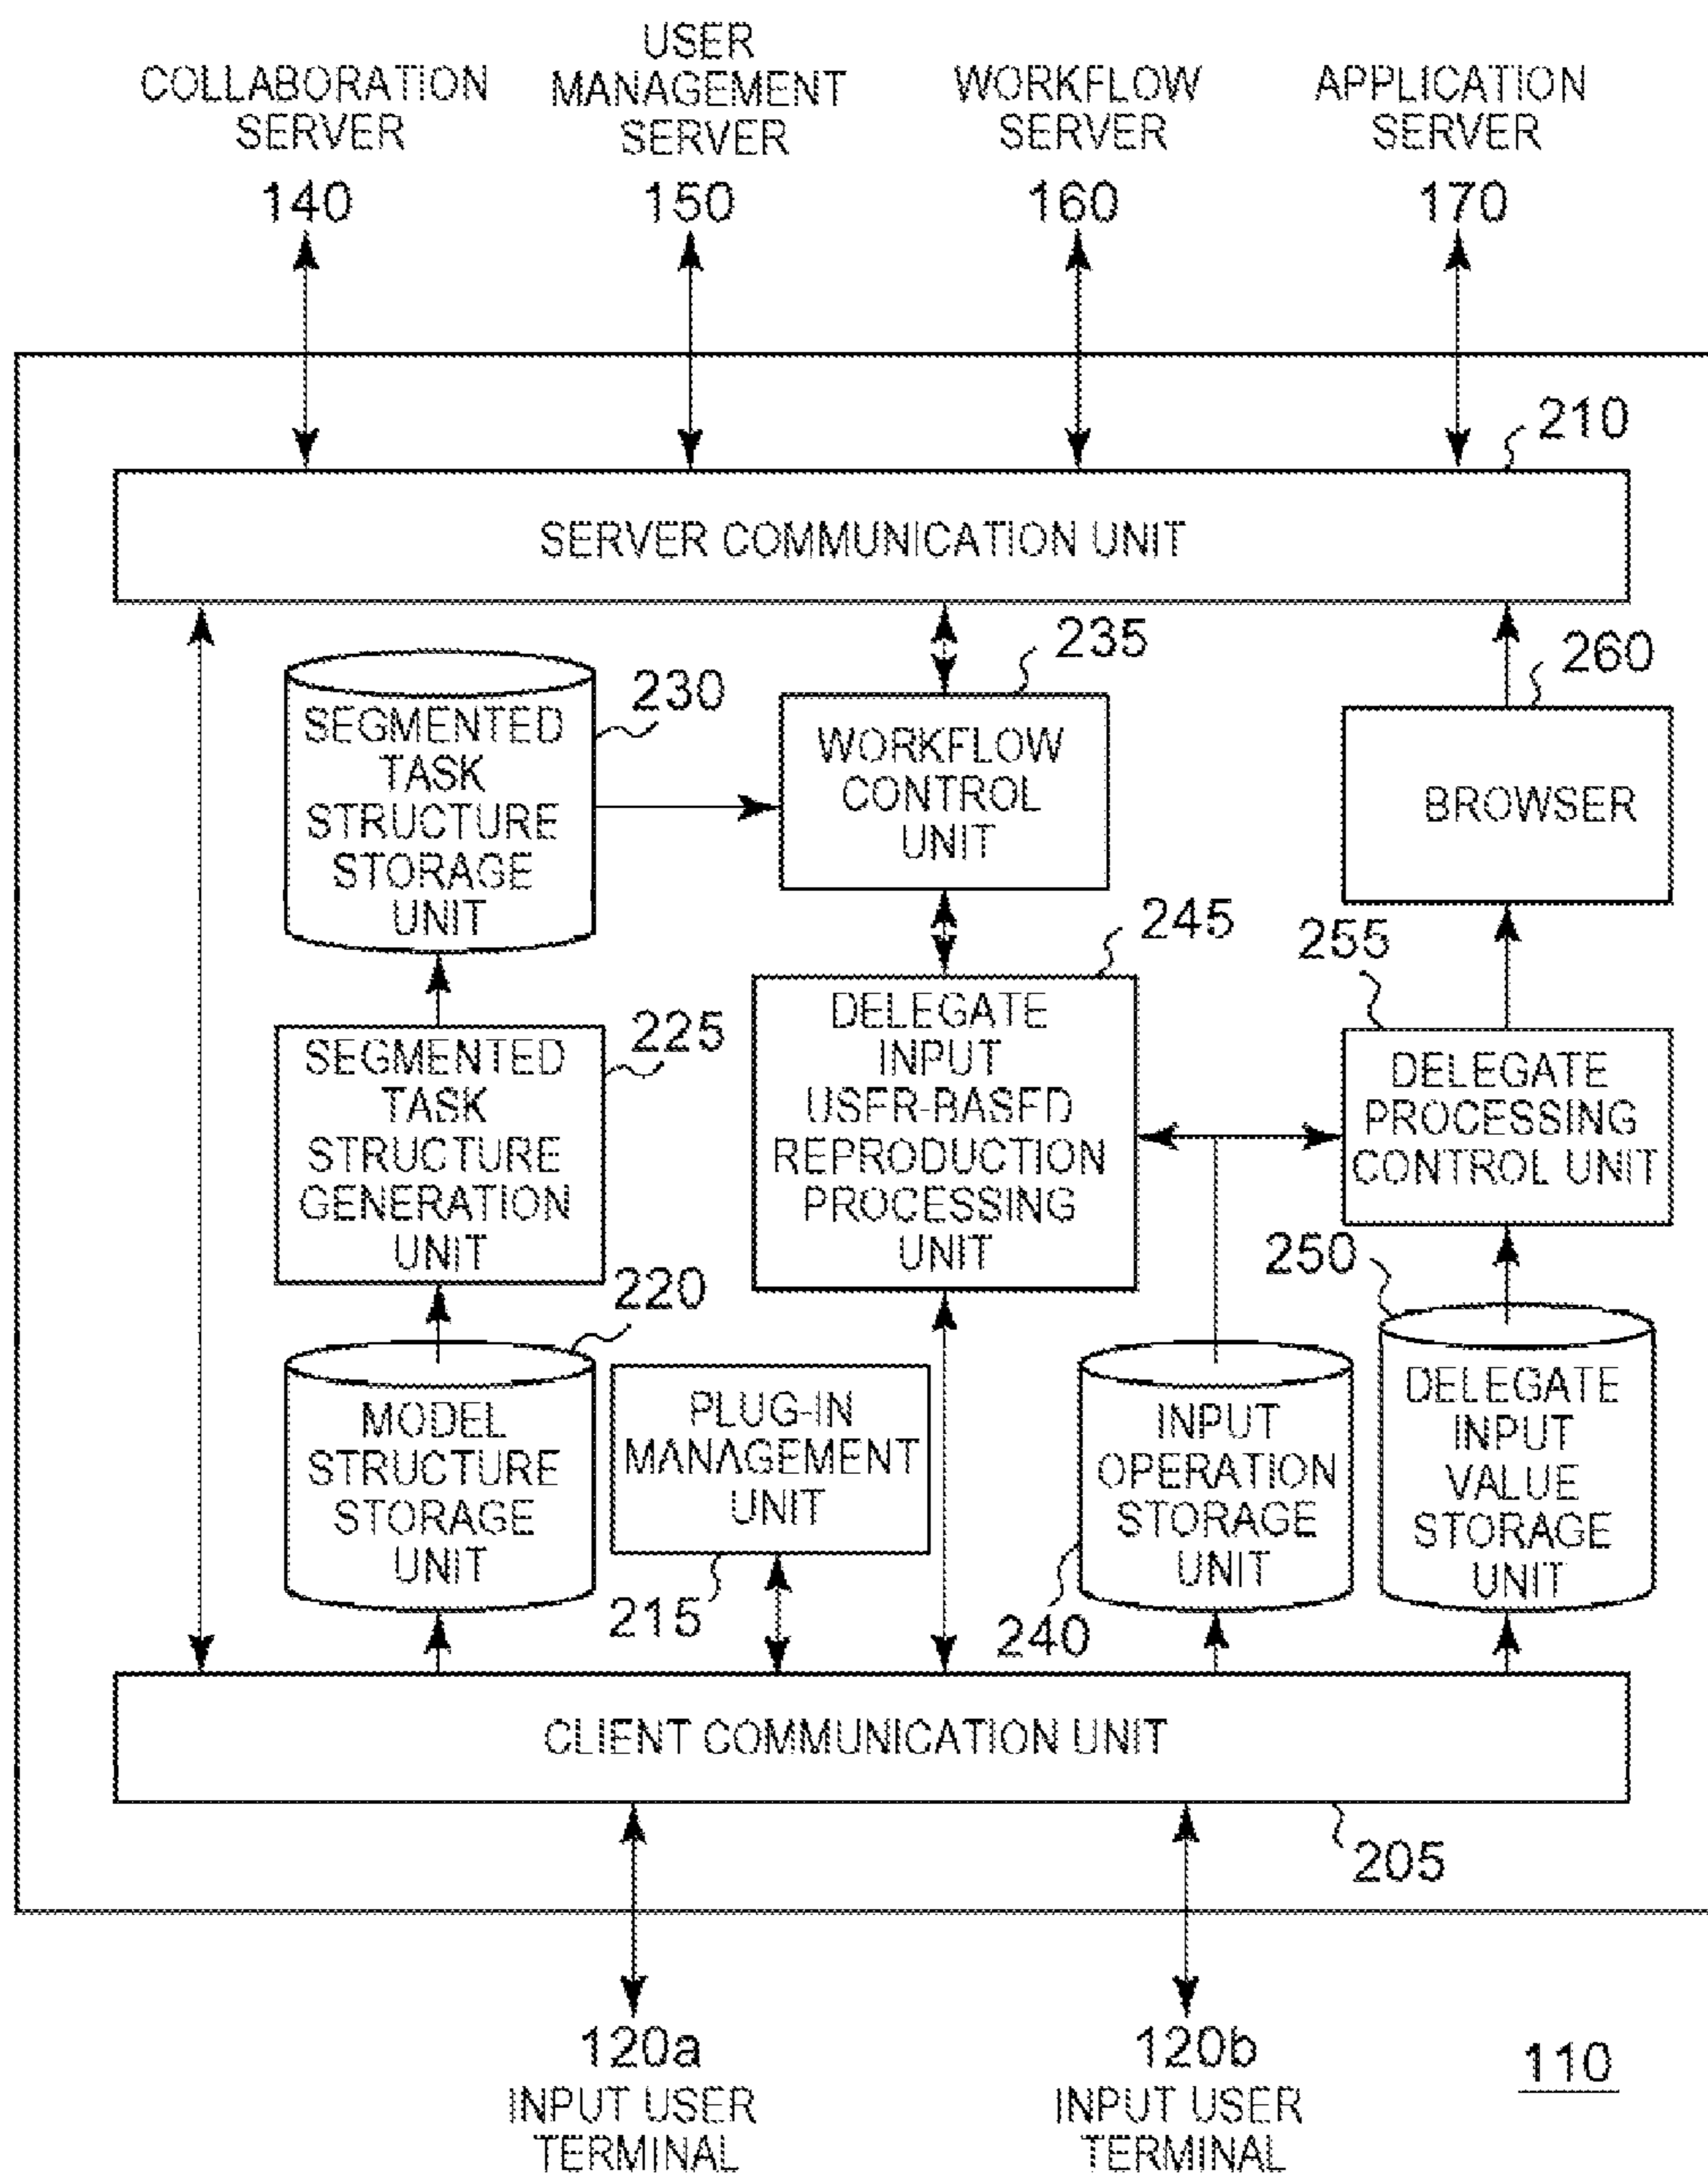 COLLABORATION
SERVER
140
USER
MANAGEMENT
SERVER
150
WORKFLOW
SERVER
160
APPLICATION
SERVER
170
210
SERVER COMMUNICATION UNIT
SEGMENTED
TASK
STRUCTURE
STORAGE
UNIT
230
WORKFLOW
CONTROL
UNIT
235
BROWSER
260
SEGMENTED
TASK
STRUCTURE
GENERATION
UNIT
225
DELEGATE
INPUT
USER-BASED
REPRODUCTION
PROCESSING
UNIT
245
DELEGATE
PROCESSING
CONTROL UNIT
255
MODEL
STRUCTURE
STORAGE
UNIT
220
PLUG-IN
MANAGEMENT
UNIT
215
INPUT
OPERATION
STORAGE
UNIT
240
DELEGATE
INPUT
VALUE
STORAGE
UNIT
250
CLIENT COMMUNICATION UNIT
205
120a
INPUT USER
TERMINAL
120b
INPUT USER
TERMINAL
110